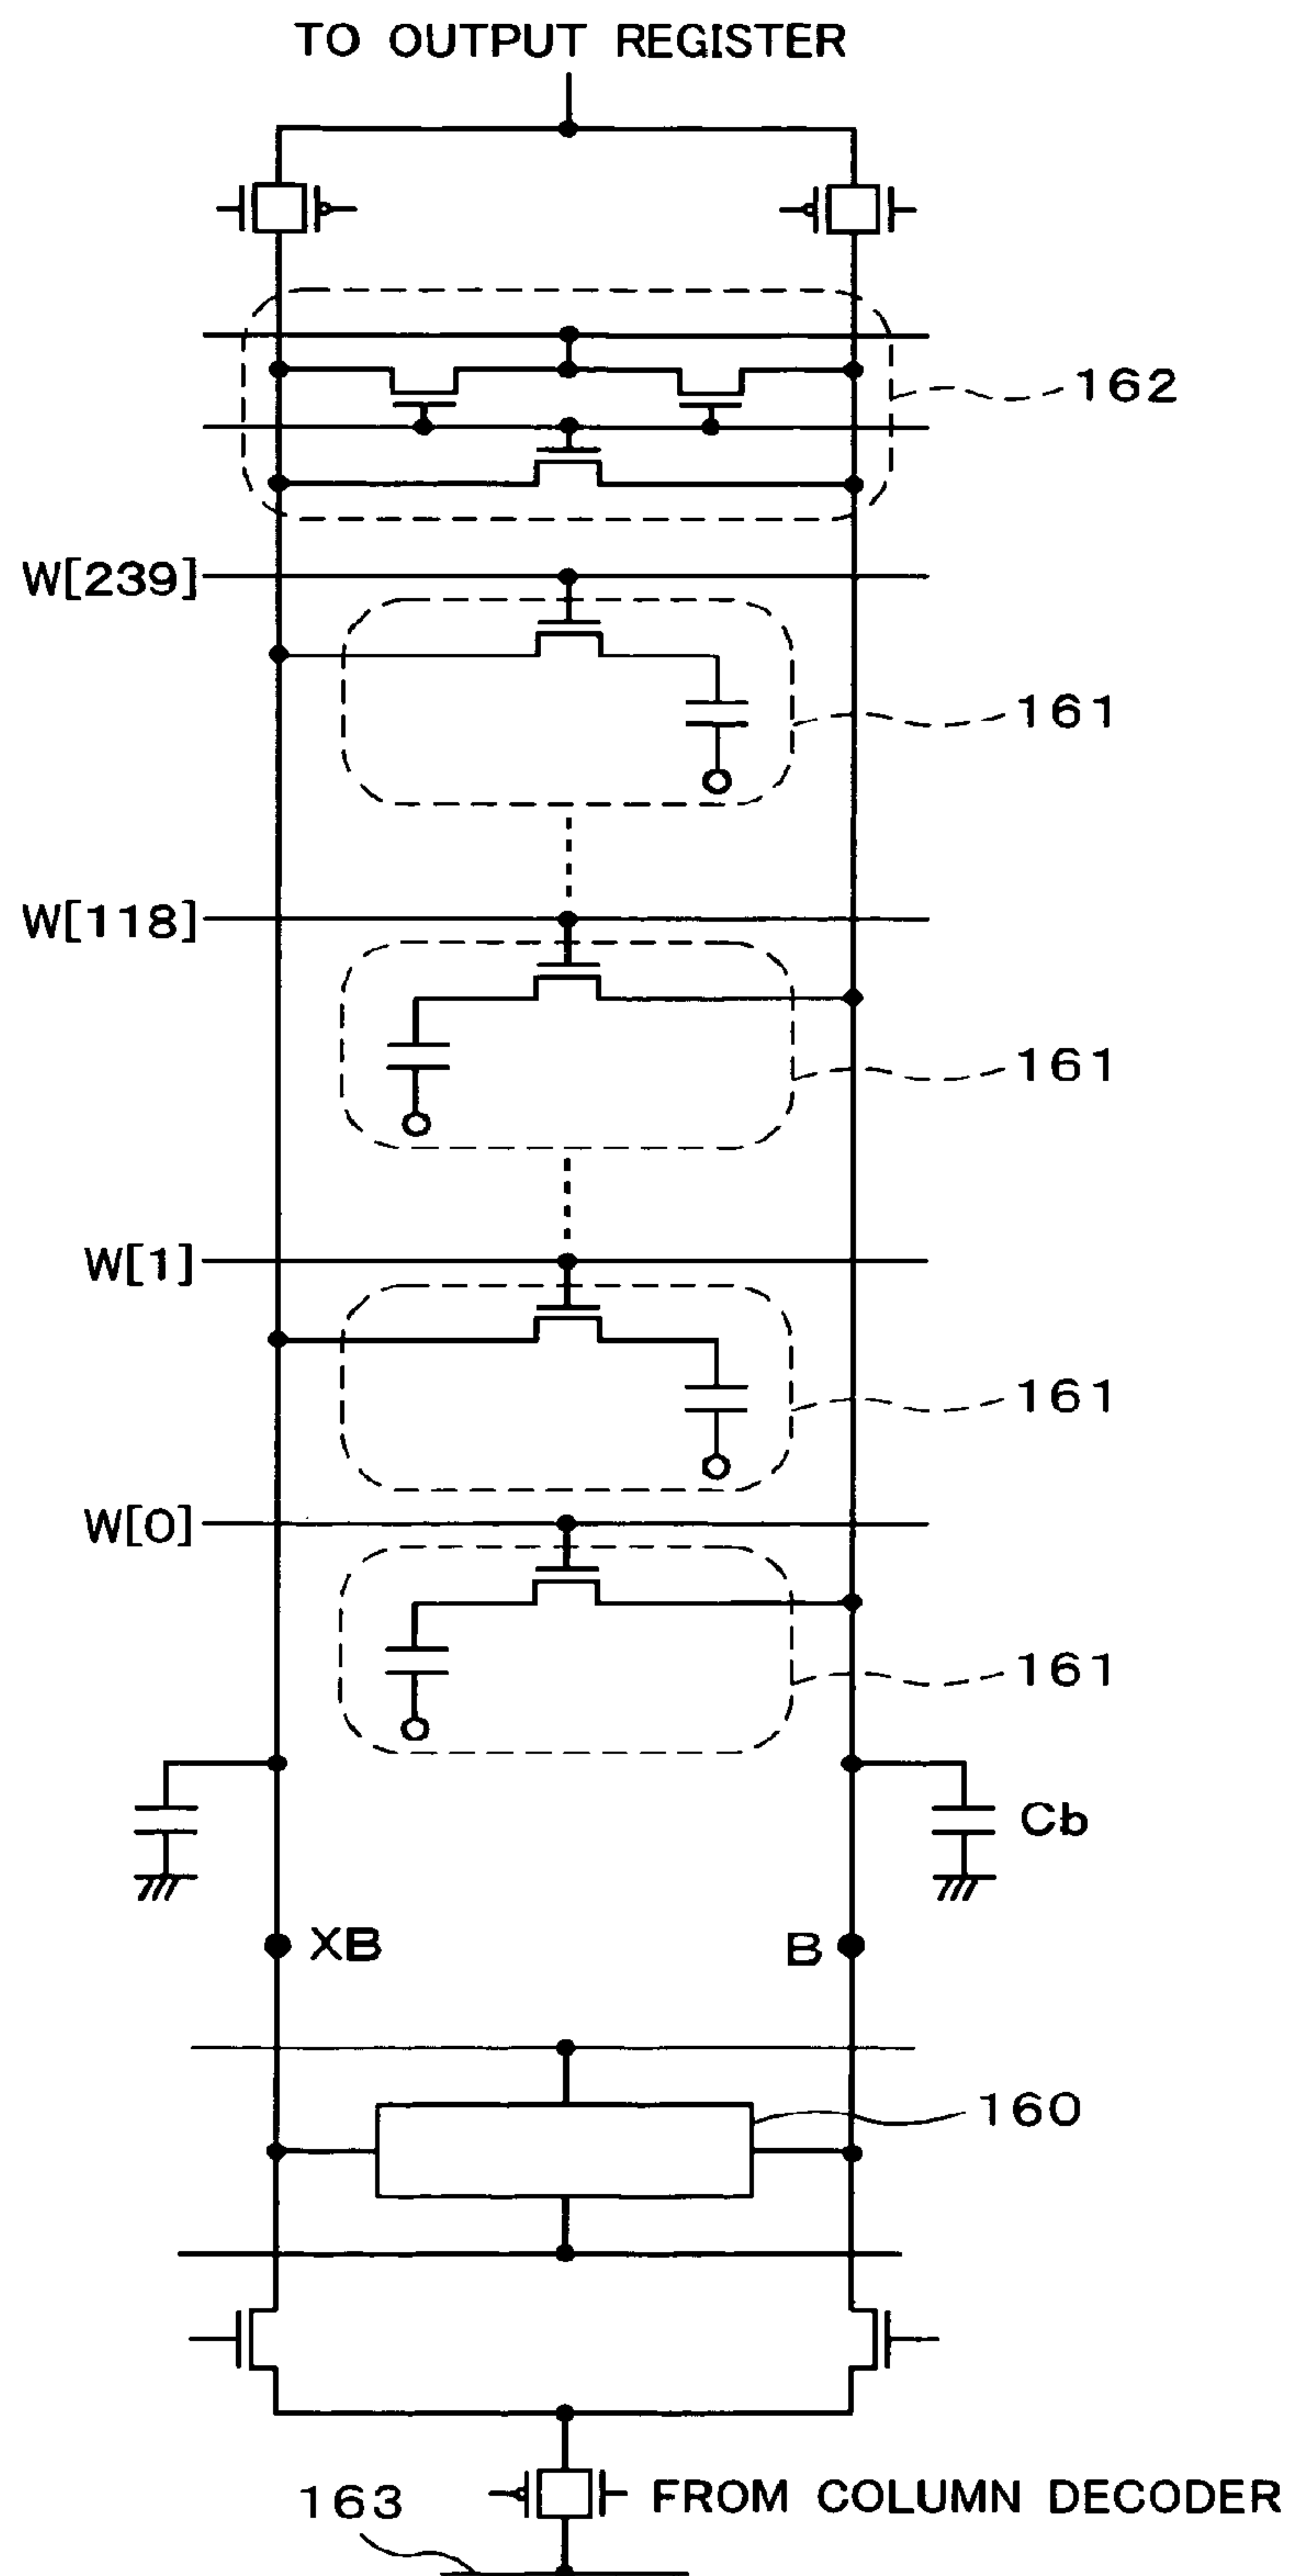 TO OUTPUT REGISTER
162
W[239]
161
W[118]
161
W[1]
161
W[0]
161
Cb
XB
B
160
FROM COLUMN DECODER
163